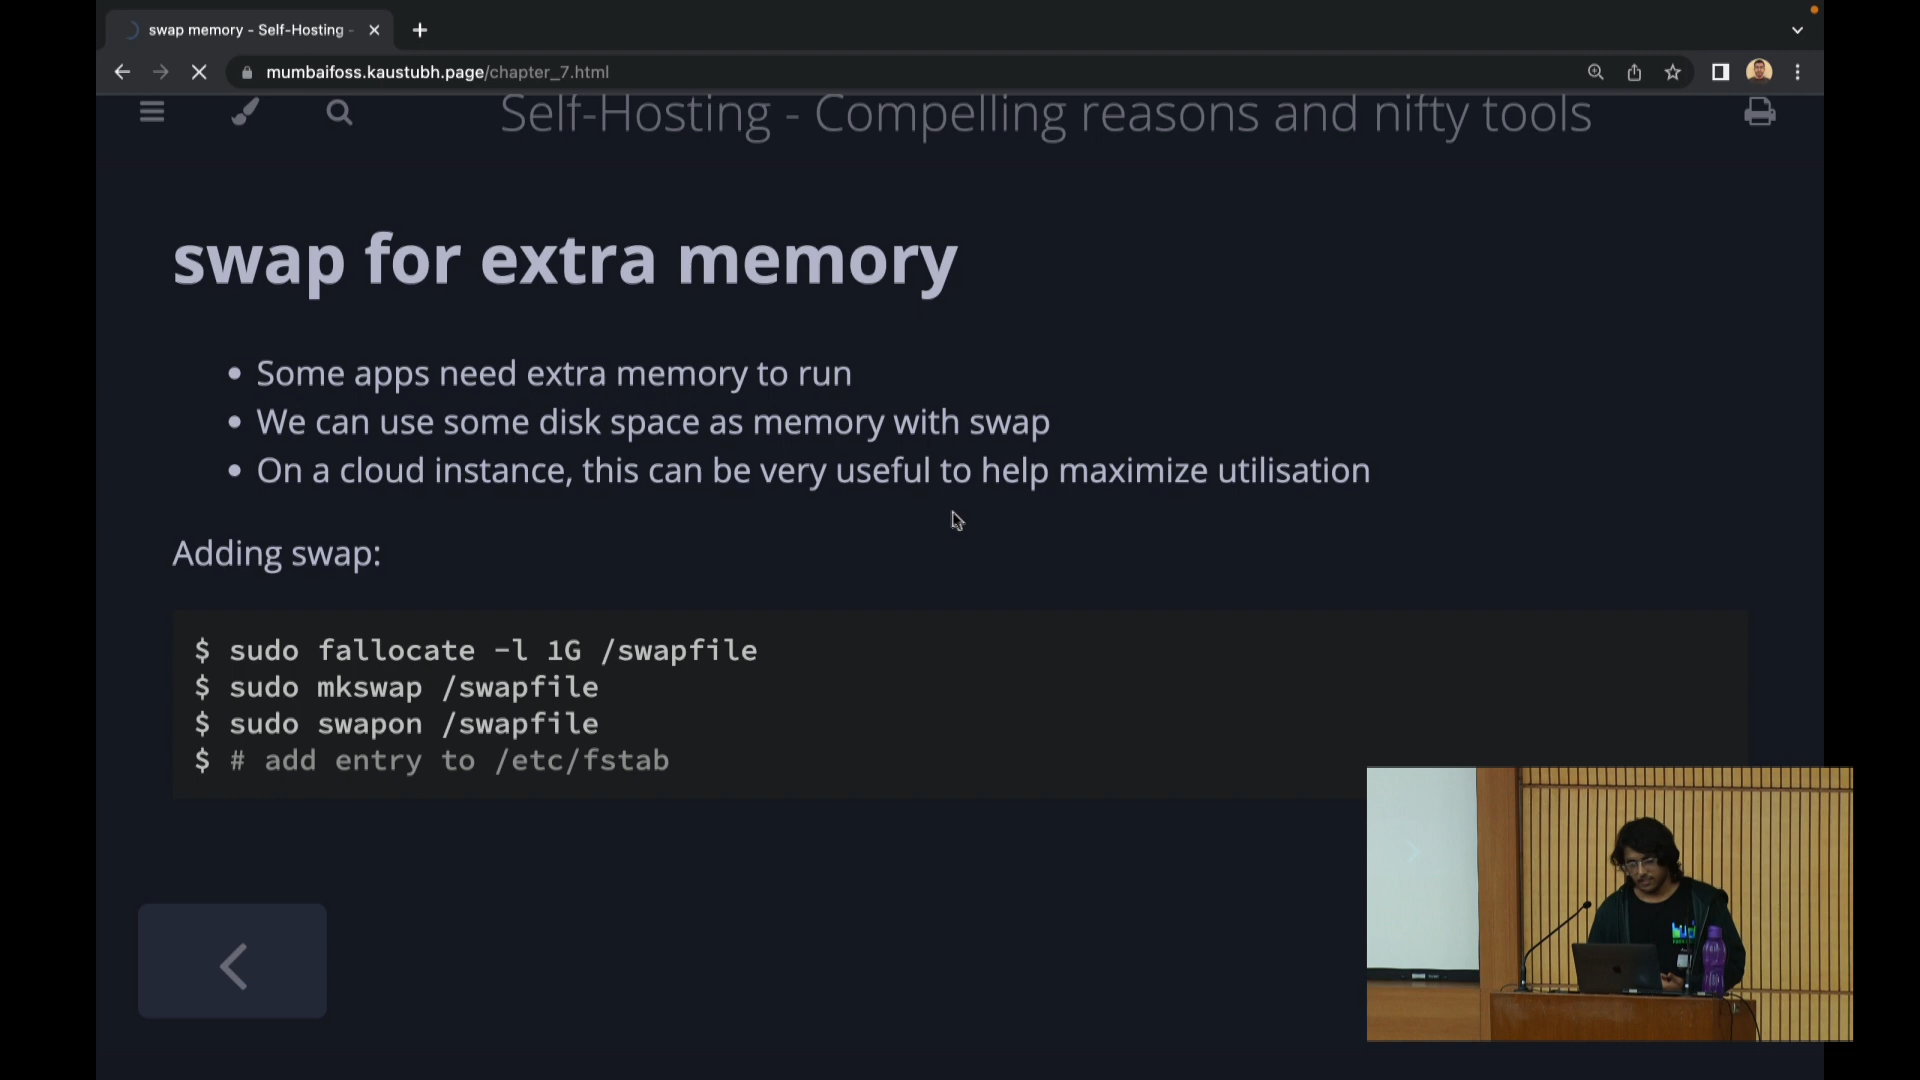 swap memory - Self-Hosting -
mumbaifoss.kaustubh.page/chapter_7.html
Self-Hosting - Compelling reasons and nifty tools
swap for extra memory
• Some apps need extra memory to run
• We can use some disk space as memory with swap
• On a cloud instance, this can be very useful to help maximize utilisation
Adding swap:
$ sudo fallocate -l 1G /swapfile
$ sudo mkswap /swapfile
$ sudo swapon /swapfile
$ # add entry to /etc/fstab